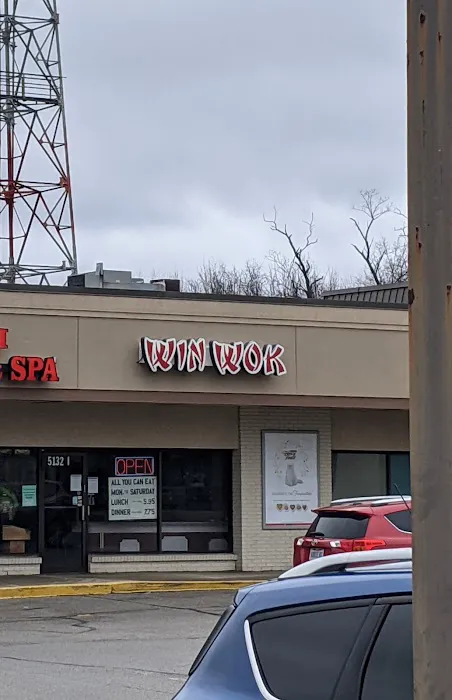 SPA
WIN WOK
5132
OPEN
ALL YOU CAN EAT
MON. SATURDAY
LUNCH 5.95
DINNER 7.75